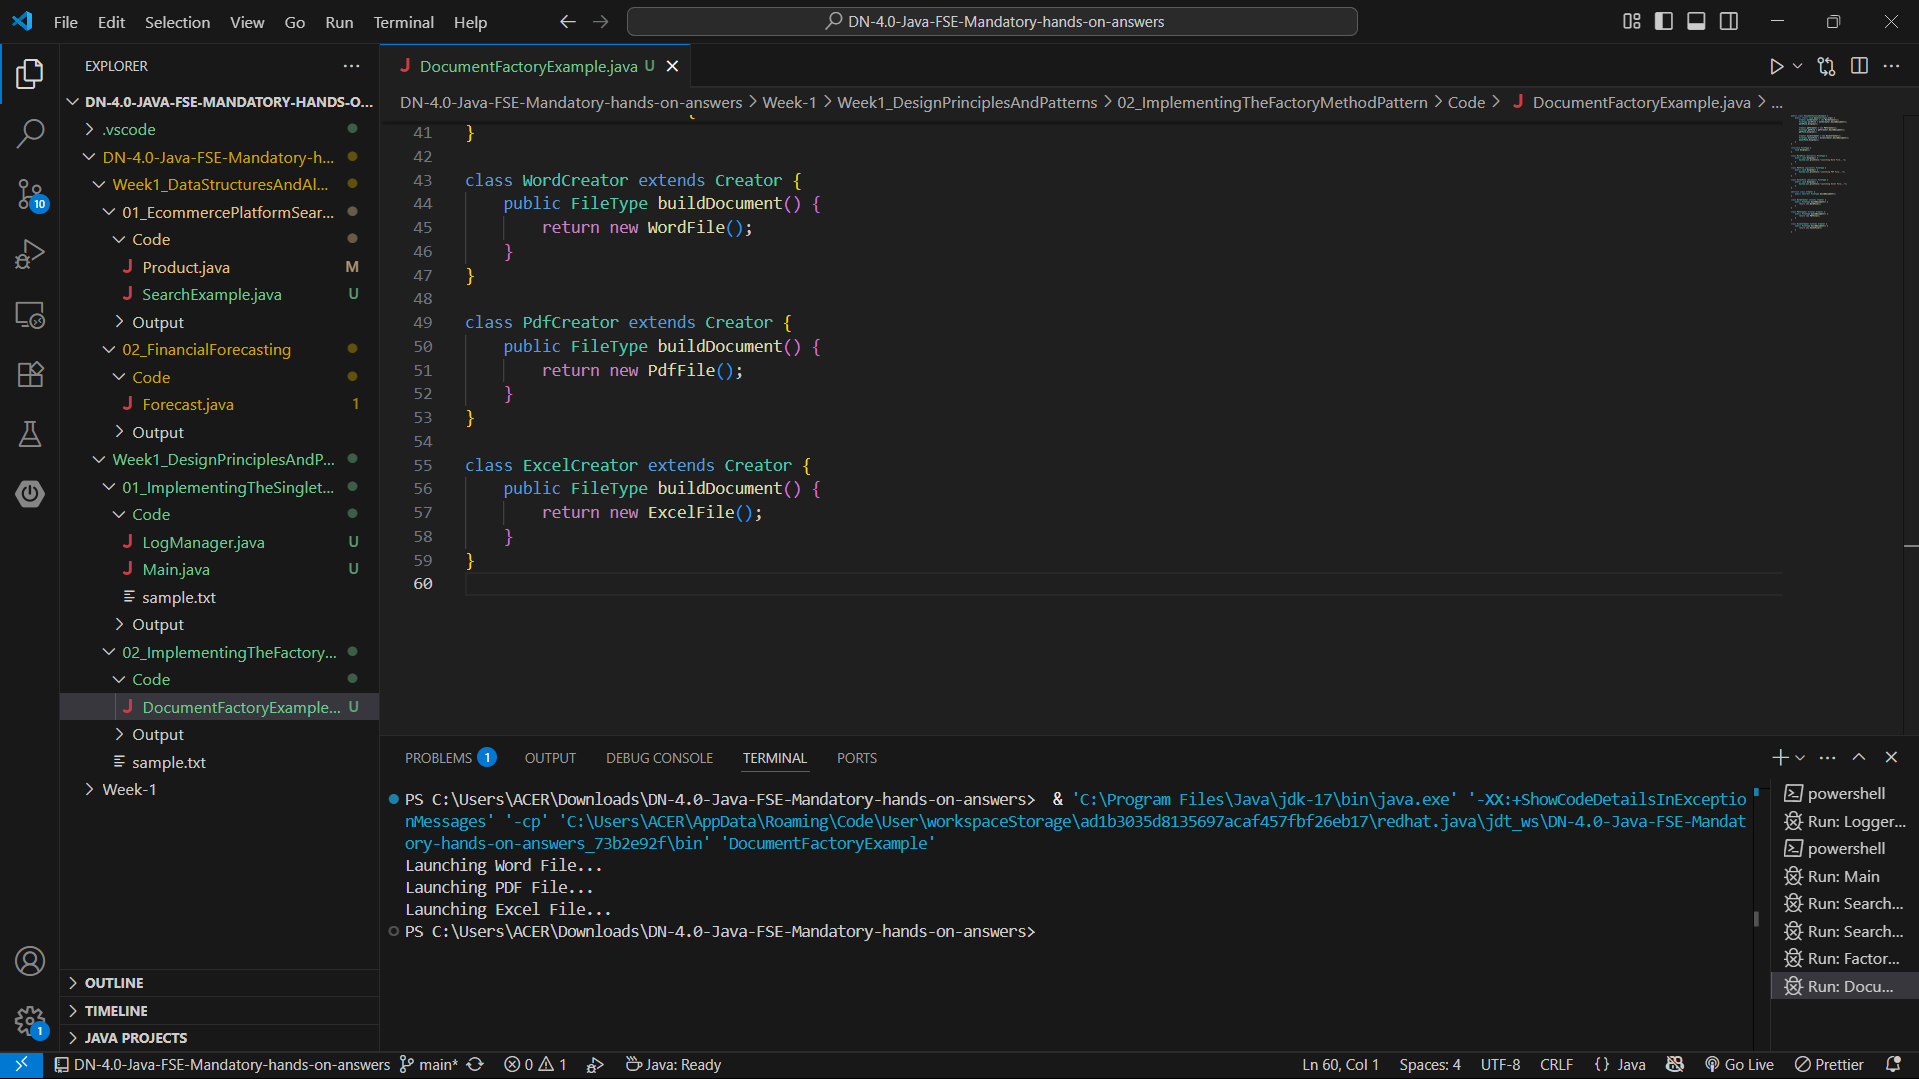 File Edit Selection View Go Run Terminal Help
DN-4.0-Java-FSE-Mandatory-hands-on-answers
EXPLORER
DN-4.0-JAVA-FSE-MANDATORY-HANDS-O...
.vscode
DN-4.0-Java-FSE-Mandatory-h...
Week1_DataStructuresAndAl...
01_EcommercePlatformSear...
Code
Product.java M
SearchExample.java U
Output
02_FinancialForecasting
Code
Forecast.java 1
Output
Week1_DesignPrinciplesAndP...
01_ImplementingTheSinglet...
Code
LogManager.java U
Main.java U
sample.txt
Output
02_ImplementingTheFactory...
Code
DocumentFactoryExample... U
Output
sample.txt
Week-1
OUTLINE
TIMELINE
JAVA PROJECTS
10
1
DocumentFactoryExample.java U
DN-4.0-Java-FSE-Mandatory-hands-on-answers > Week-1 > Week1_DesignPrinciplesAndPatterns > 02_ImplementingTheFactoryMethodPattern > Code > DocumentFactoryExample.java > ...
41 }
42
43 class WordCreator extends Creator {
44 public FileType buildDocument() {
45 return new WordFile();
46 }
47 }
48
49 class PdfCreator extends Creator {
50 public FileType buildDocument() {
51 return new PdfFile();
52 }
53 }
54
55 class ExcelCreator extends Creator {
56 public FileType buildDocument() {
57 return new ExcelFile();
58 }
59 }
60
PROBLEMS 1 OUTPUT DEBUG CONSOLE TERMINAL PORTS
PS C:\Users\ACER\Downloads\DN-4.0-Java-FSE-Mandatory-hands-on-answers> & 'C:\Program Files\Java\jdk-17\bin\java.exe' '-XX:+ShowCodeDetailsInExceptio
nMessages' '-cp' 'C:\Users\ACER\AppData\Roaming\Code\User\workspaceStorage\ad1b3035d8135697acaf457fbf26eb17\redhat.java\jdt_ws\DN-4.0-Java-FSE-Mandat
ory-hands-on-answers_73b2e92f\bin' 'DocumentFactoryExample'
Launching Word File...
Launching PDF File...
Launching Excel File...
PS C:\Users\ACER\Downloads\DN-4.0-Java-FSE-Mandatory-hands-on-answers>
powershell
Run: Logger...
powershell
Run: Main
Run: Search...
Run: Search...
Run: Factor...
Run: Docu...
DN-4.0-Java-FSE-Mandatory-hands-on-answers main* 0 1 Java: Ready Ln 60, Col 1 Spaces: 4 UTF-8 CRLF {} Java Go Live Prettier